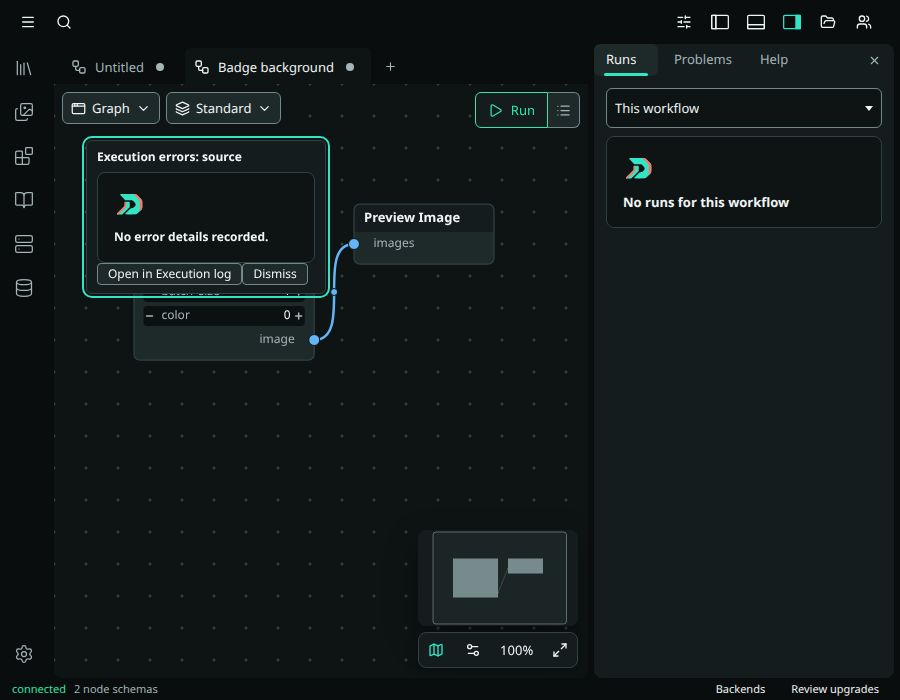 Untitled
Badge background
Runs
Problems
Help
Graph
Standard
Run
This workflow
Execution errors: source
No error details recorded.
Open in Execution log
Dismiss
No runs for this workflow
Preview Image
images
color
0
image
100%
connected
2 node schemas
Backends
Review upgrades